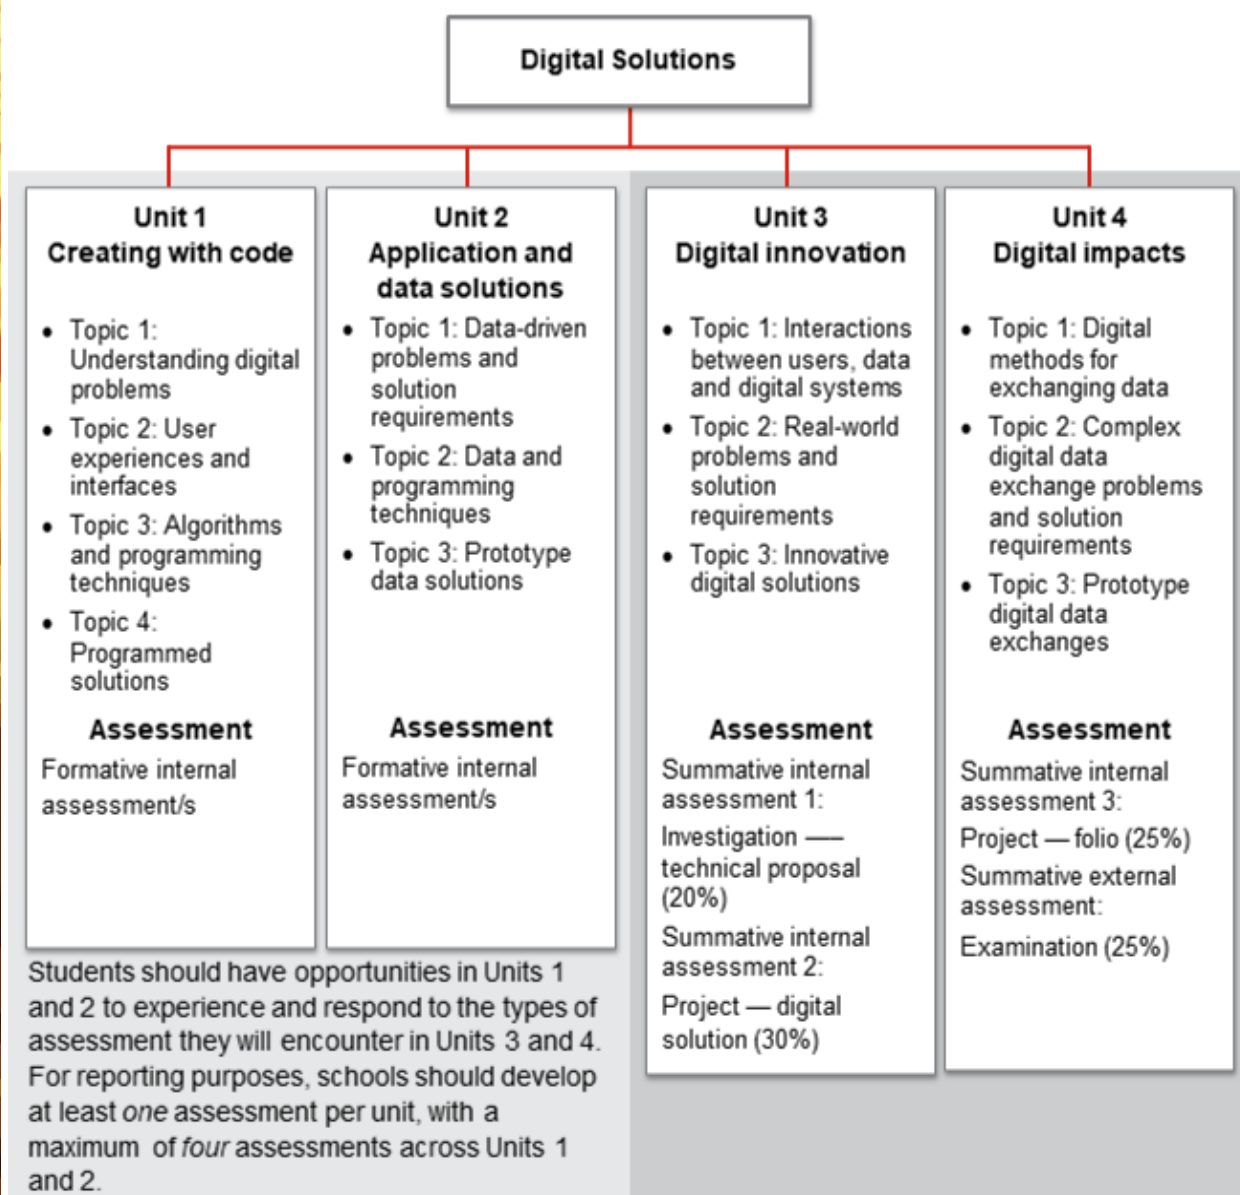 Digital Solutions
Unit 1
Creating with code
• Topic 1:
Understanding digital
problems
• Topic 2: User
experiences and
interfaces
• Topic 3: Algorithms
and programming
techniques
• Topic 4:
Programmed
solutions
Assessment
Formative internal
assessment/s
Unit 2
Application and
data solutions
• Topic 1: Data-driven
problems and
solution
requirements
• Topic 2: Data and
programming
techniques
• Topic 3: Prototype
data solutions
Assessment
Formative internal
assessment/s
Students should have opportunities in Units 1
and 2 to experience and respond to the types of
assessment they will encounter in Units 3 and 4.
For reporting purposes, schools should develop
at least one assessment per unit, with a
maximum of four assessments across Units 1
and 2.
Unit 3
Digital innovation
• Topic 1: Interactions
between users, data
and digital systems
• Topic 2: Real-world
problems and
solution
requirements
• Topic 3: Innovative
digital solutions
Assessment
Summative internal
assessment 1:
Investigation —–
technical proposal
(20%)
Summative internal
assessment 2:
Project — digital
solution (30%)
Unit 4
Digital impacts
• Topic 1: Digital
methods for
exchanging data
• Topic 2: Complex
digital data
exchange problems
and solution
requirements
• Topic 3: Prototype
digital data
exchanges
Assessment
Summative internal
assessment 3:
Project — folio (25%)
Summative external
assessment:
Examination (25%)